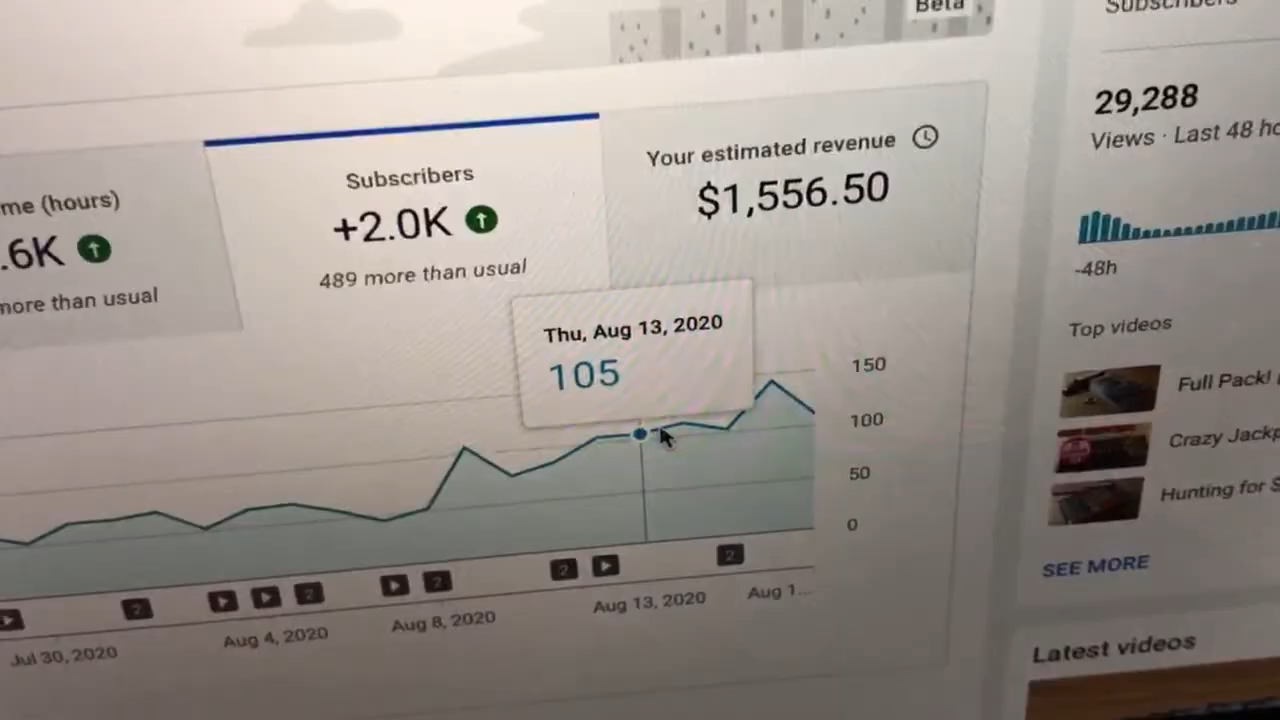 Beta
me (hours)
.6K
more than usual
Subscribers
+2.0K
489 more than usual
Your estimated revenue
$1,556.50
Thu, Aug 13, 2020
105
150
100
50
0
2
2
2
2
2
Jul 30, 2020
Aug 4, 2020
Aug 8, 2020
Aug 13, 2020
Aug 1...
Subscribers
29,288
Views · Last 48 ho
-48h
Top videos
Full Pack!
Crazy Jackp
Hunting for S
SEE MORE
Latest videos